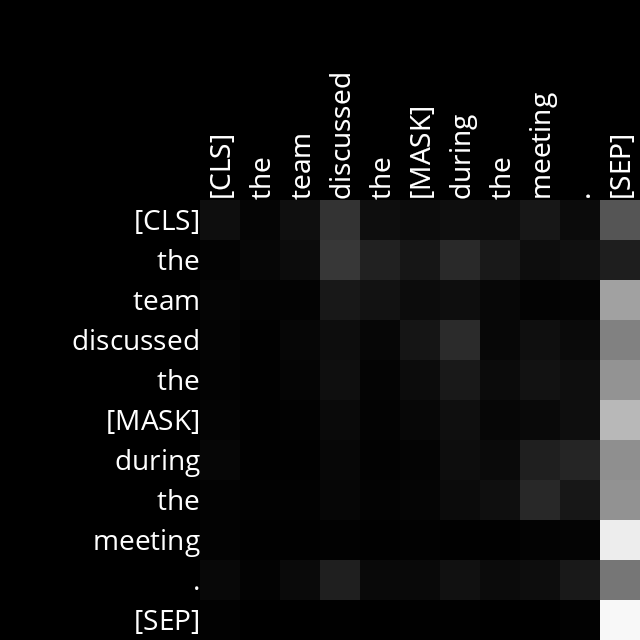 [CLS] the team discussed the [MASK] during the meeting . [SEP]
[CLS]
the
team
discussed
the
[MASK]
during
the
meeting
.
[SEP]